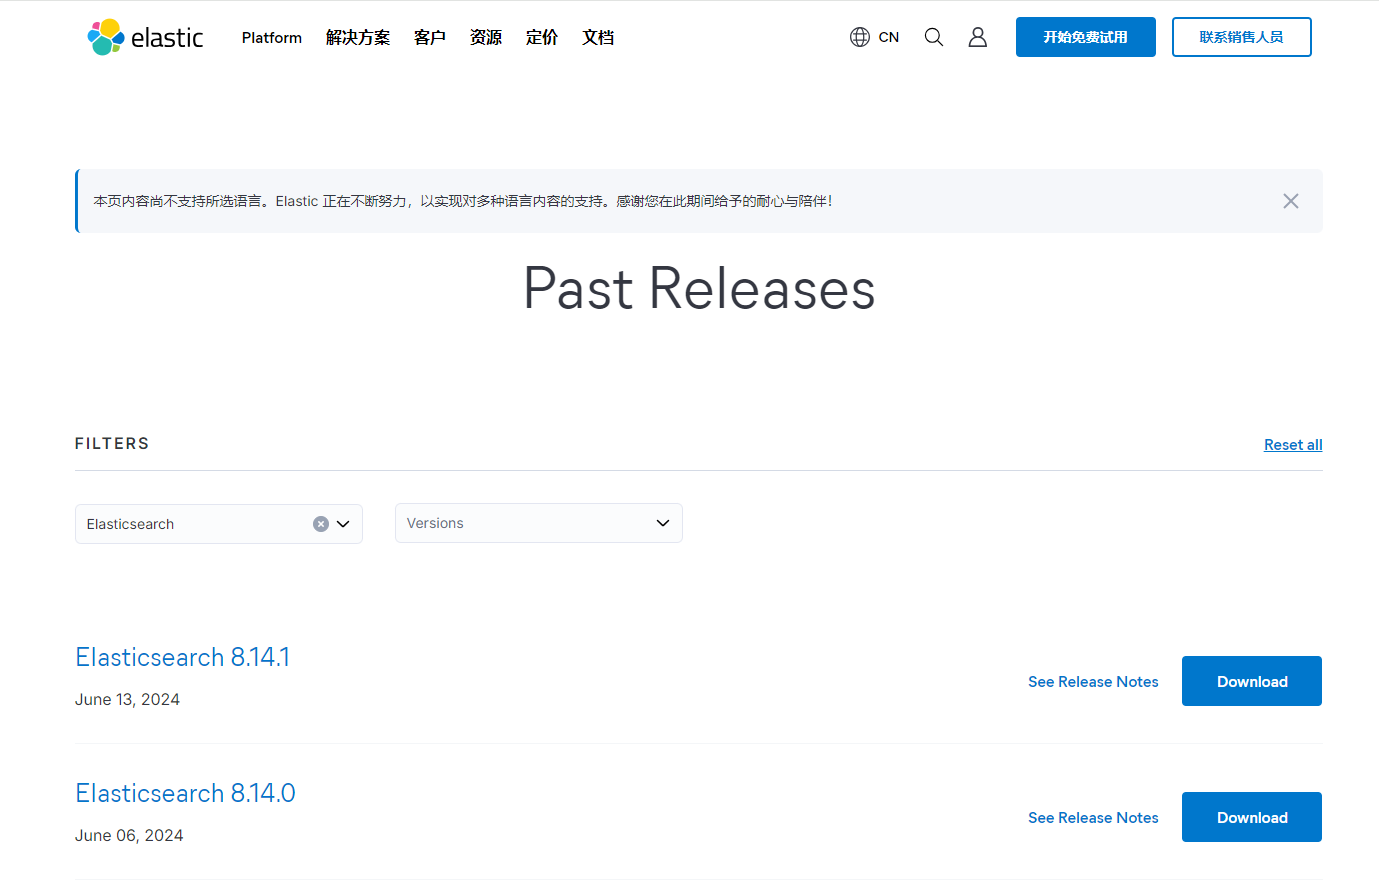 elastic
Platform 解决方案 客户 资源 定价 文档 CN 开始免费试用 联系销售人员
本页内容尚不支持所选语言。Elastic 正在不断努力，以实现对多种语言内容的支持。感谢您在此期间给予的耐心与陪伴！
Past Releases
FILTERS Reset all
Elasticsearch Versions
Elasticsearch 8.14.1
June 13, 2024
See Release Notes Download
Elasticsearch 8.14.0
June 06, 2024
See Release Notes Download